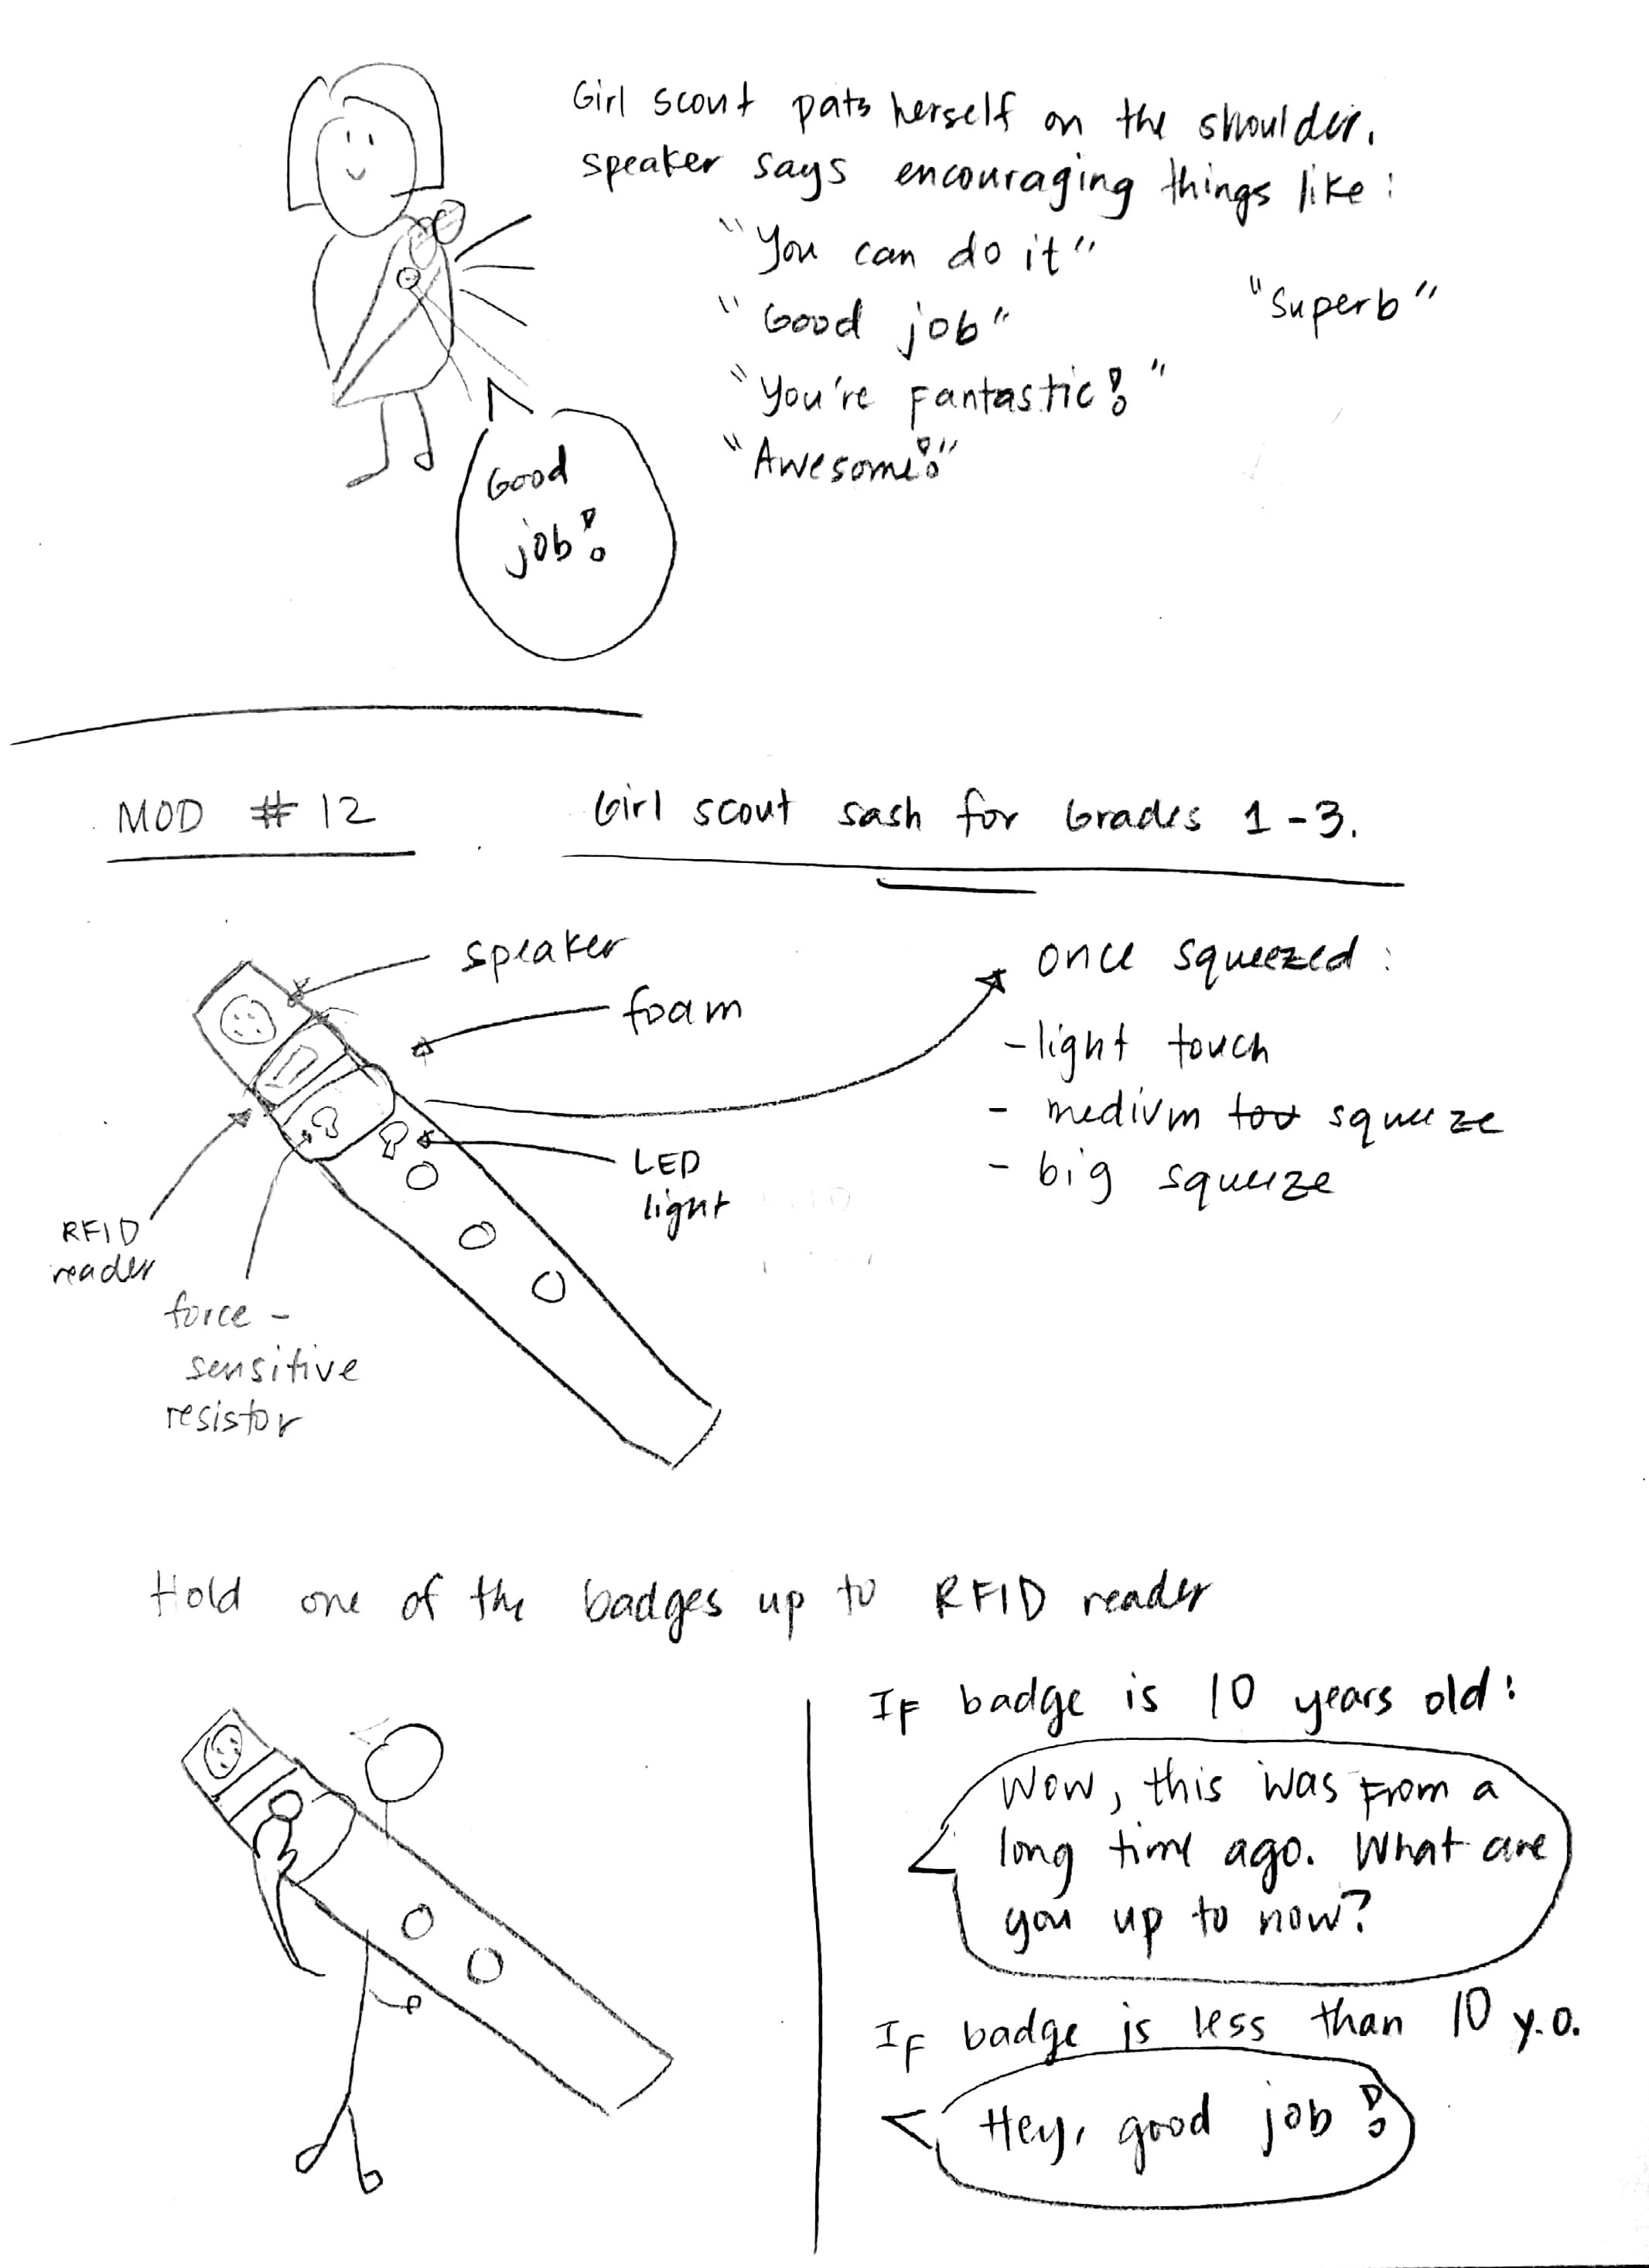 Girl scout pats herself on the shoulder.
speaker says encouraging things like:
"You can do it"
"Superb"
"Good job"
"You're fantastic!"
"Awesome!"
Good
job!
MOD #12
Girl scout sash for Grades 1-3.
speaker
foam
once squeezed:
- light touch
- medium tou squeeze
- big squeeze
LED
light
RFID
reader
force-
sensitive
resistor
Hold one of the badges up to RFID reader
If badge is 10 years old:
Wow, this was from a
long time ago. What are
you up to now?
If badge is less than 10 y.o.
Hey, good job!